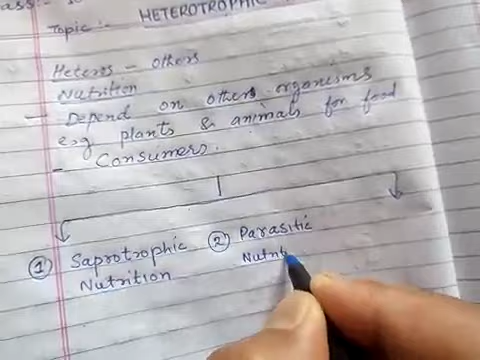 Topic :- HETEROTROPHIC
Heteros - Others
Nutrition
- Depend on others organisms
e.g plants & animals for food
- Consumers.
① Saprotrophic
Nutrition
② Parasitic
Nutri